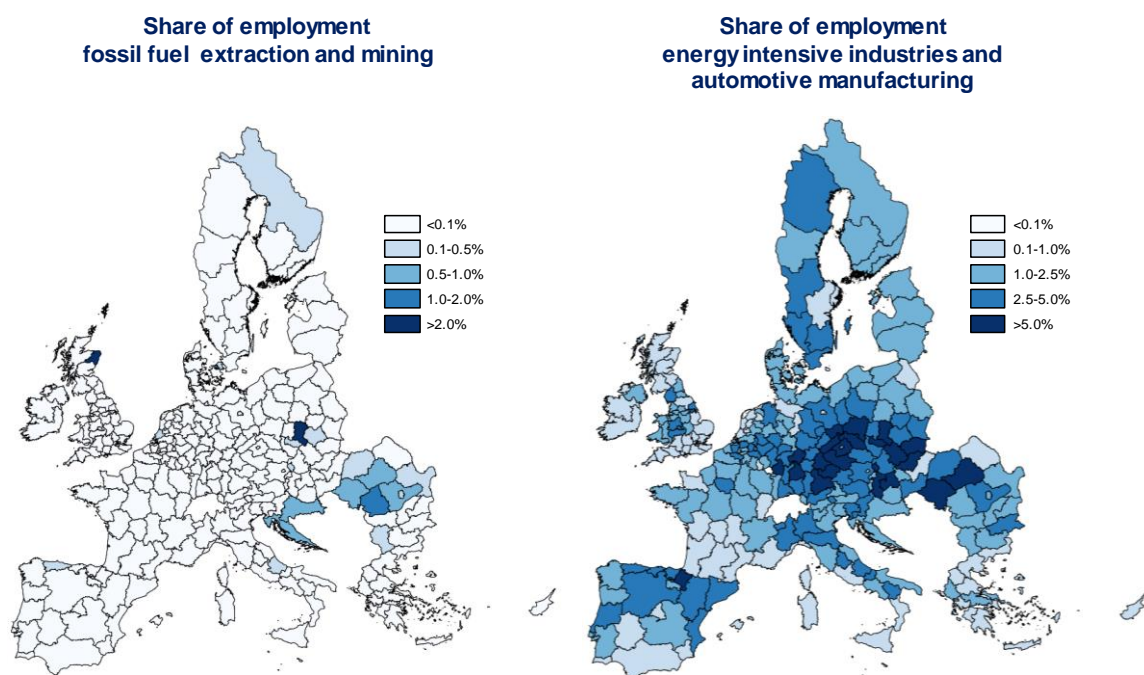 Share of employment
fossil fuel extraction and mining
<0.1%
0.1-0.5%
0.5-1.0%
1.0-2.0%
>2.0%
Share of employment
energy intensive industries and
automotive manufacturing
<0.1%
0.1-1.0%
1.0-2.5%
2.5-5.0%
>5.0%